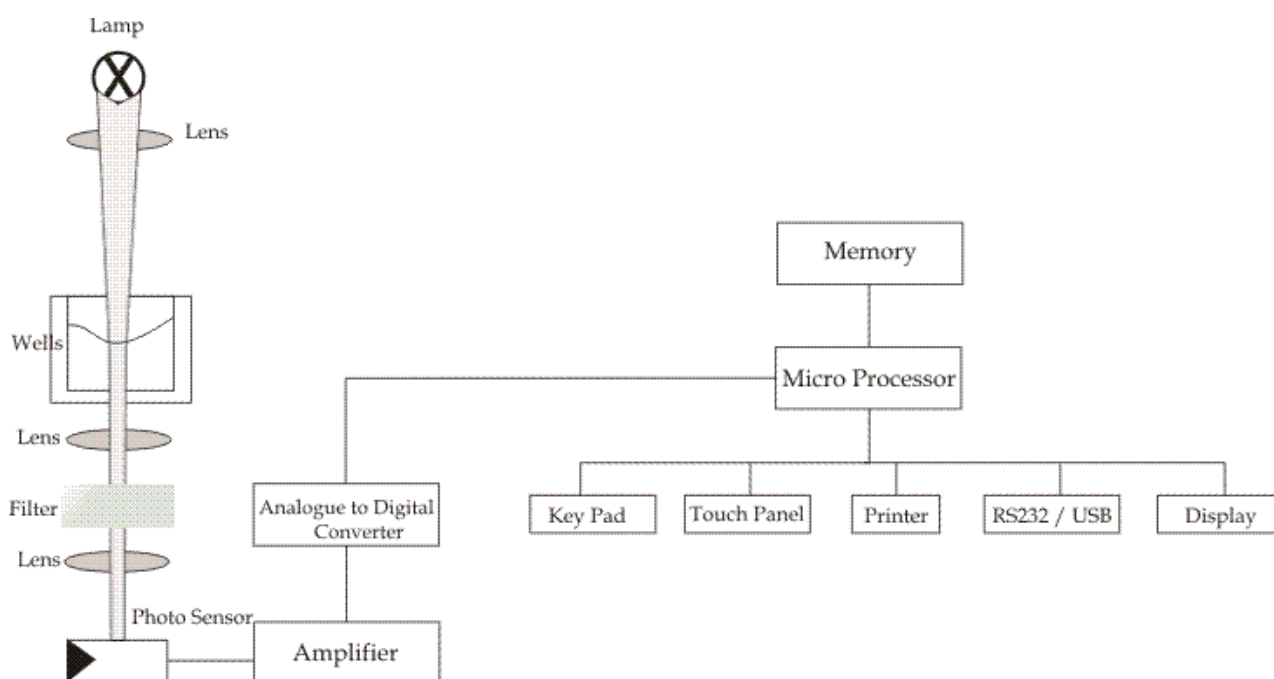 Lamp
Lens
Memory
Wells
Micro Processor
Lens
Filter
Analogue to Digital
Converter
Key Pad
Touch Panel
Printer
RS232 / USB
Display
Lens
Photo Sensor
Amplifier